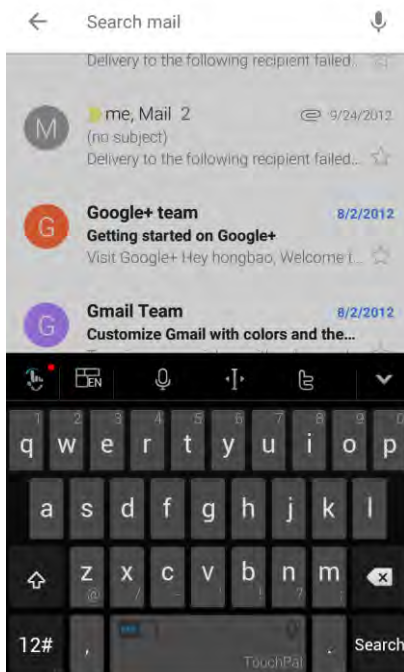 Search mail
Delivery to the following recipient failed...
M
me, Mail 2
9/24/2012
(no subject)
Delivery to the following recipient failed...
G
Google+ team
8/2/2012
Getting started on Google+
Visit Google+ Hey hongbao, Welcome t...
G
Gmail Team
8/2/2012
Customize Gmail with colors and the...
EN
1 2 3 4 5 6 7 8 9 0
q w e r t y u i o p
a s d f g h j k l
z x c v b n m
@ /
12# , . Search
TouchPal